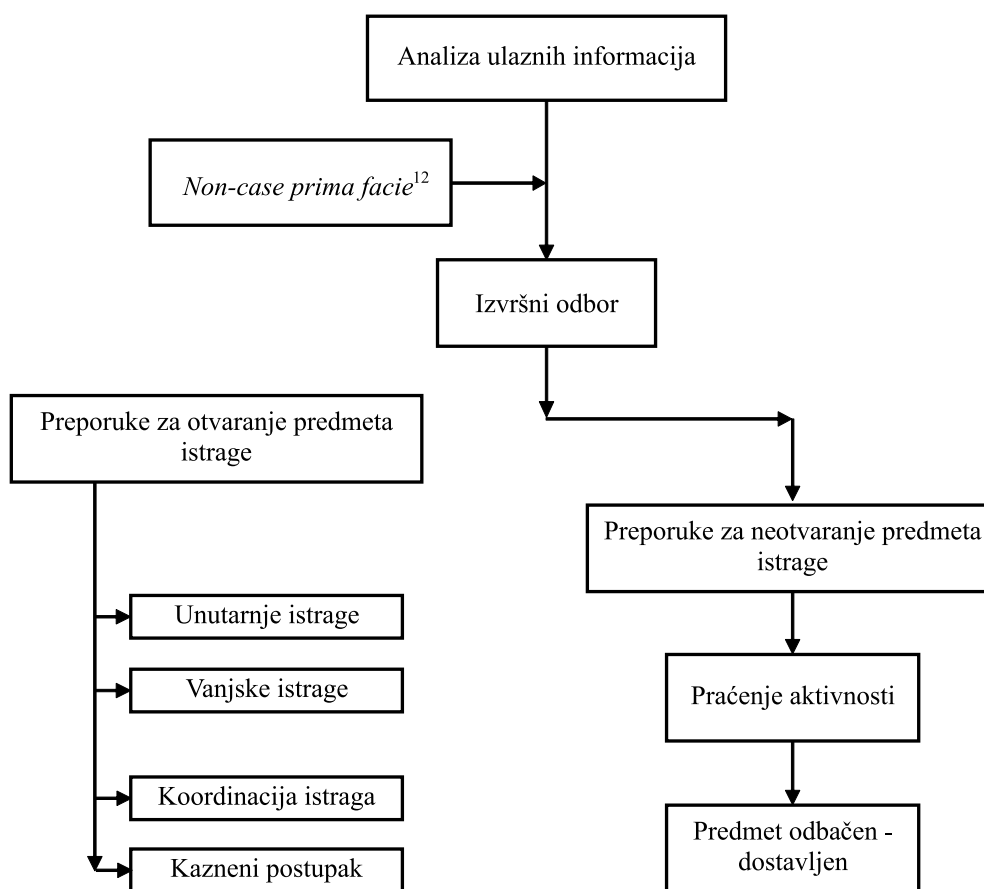 Analiza ulaznih informacija
Non-case prima facie12
Izvršni odbor
Preporuke za otvaranje predmeta
istrage
Preporuke za neotvaranje predmeta
istrage
Unutarnje istrage
Vanjske istrage
Koordinacija istraga
Kazneni postupak
Praćenje aktivnosti
Predmet odbačen -
dostavljen